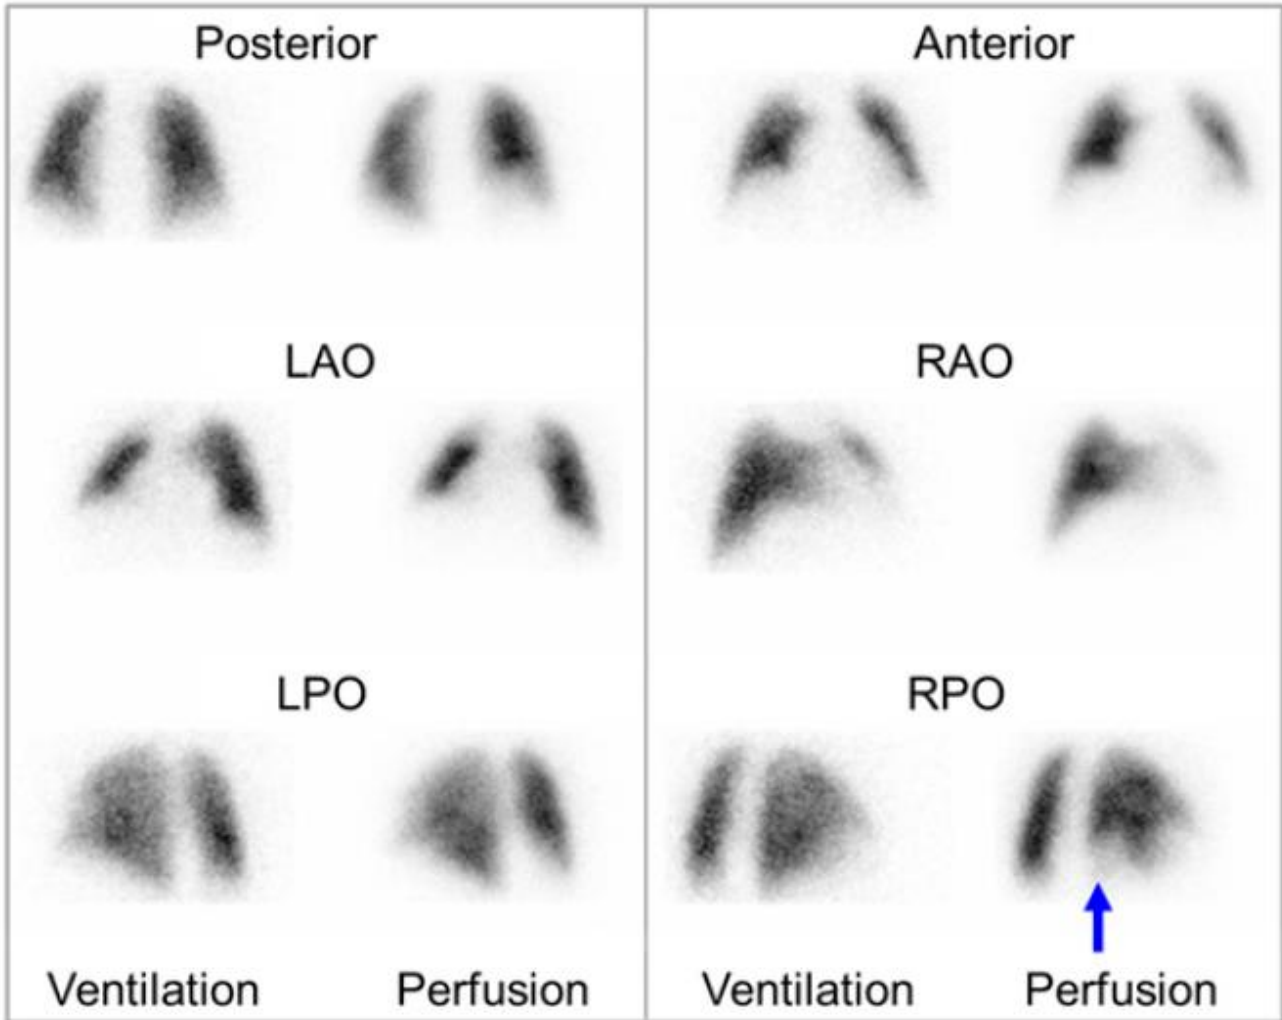 Posterior
Anterior
LAO
RAO
LPO
RPO
Ventilation
Perfusion
Ventilation
Perfusion